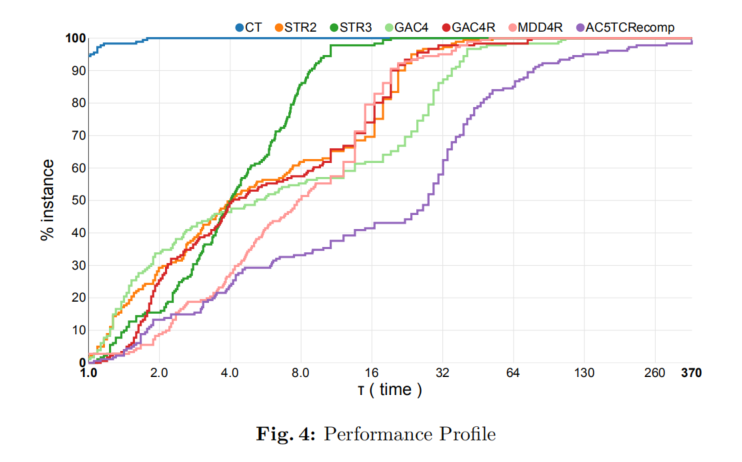 CT STR2 STR3 GAC4 GAC4R MDD4R AC5TCRecomp
100
90
80
70
60
50
40
30
20
10
0
% instance
1.0 2.0 4.0 8.0 16 32 64 130 260 370
τ ( time )
Fig. 4: Performance Profile